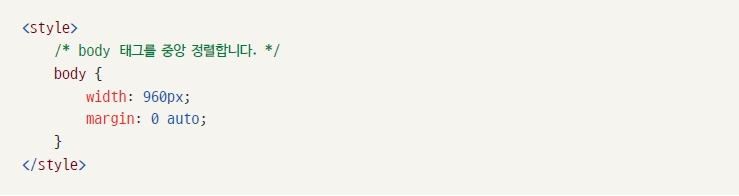 <style>
/* body 태그를 중앙 정렬합니다. */
body {
width: 960px;
margin: 0 auto;
}
</style>